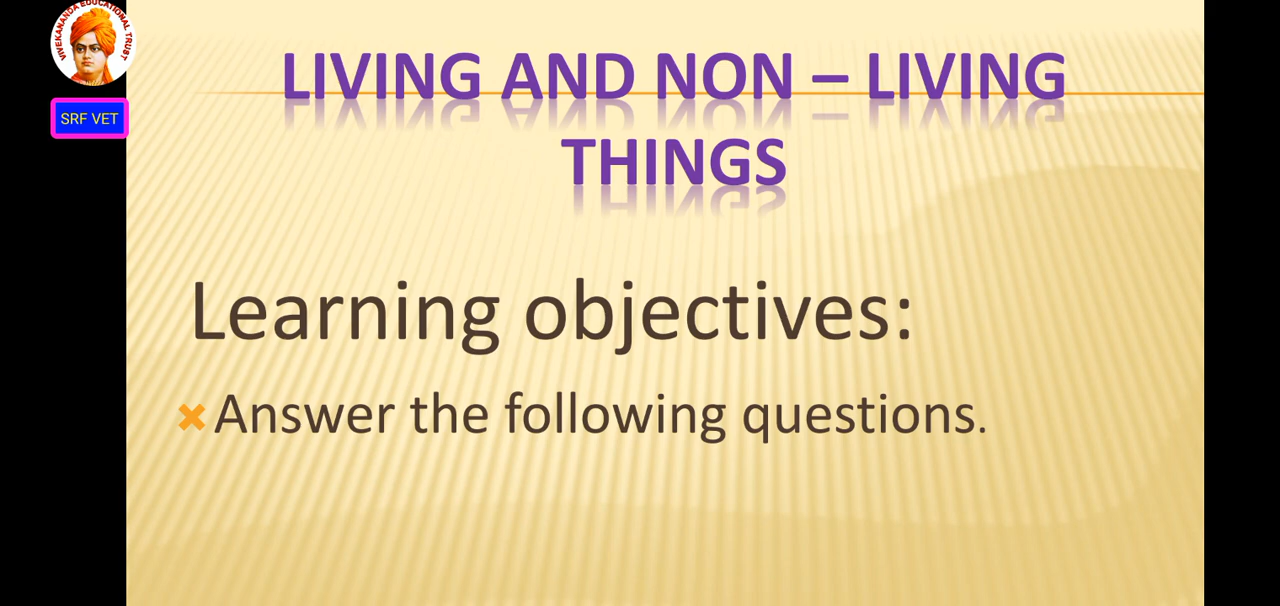 VIVEKANANDA EDUCATIONAL TRUST
SRF VET
LIVING AND NON – LIVING
THINGS
Learning objectives:
Answer the following questions.